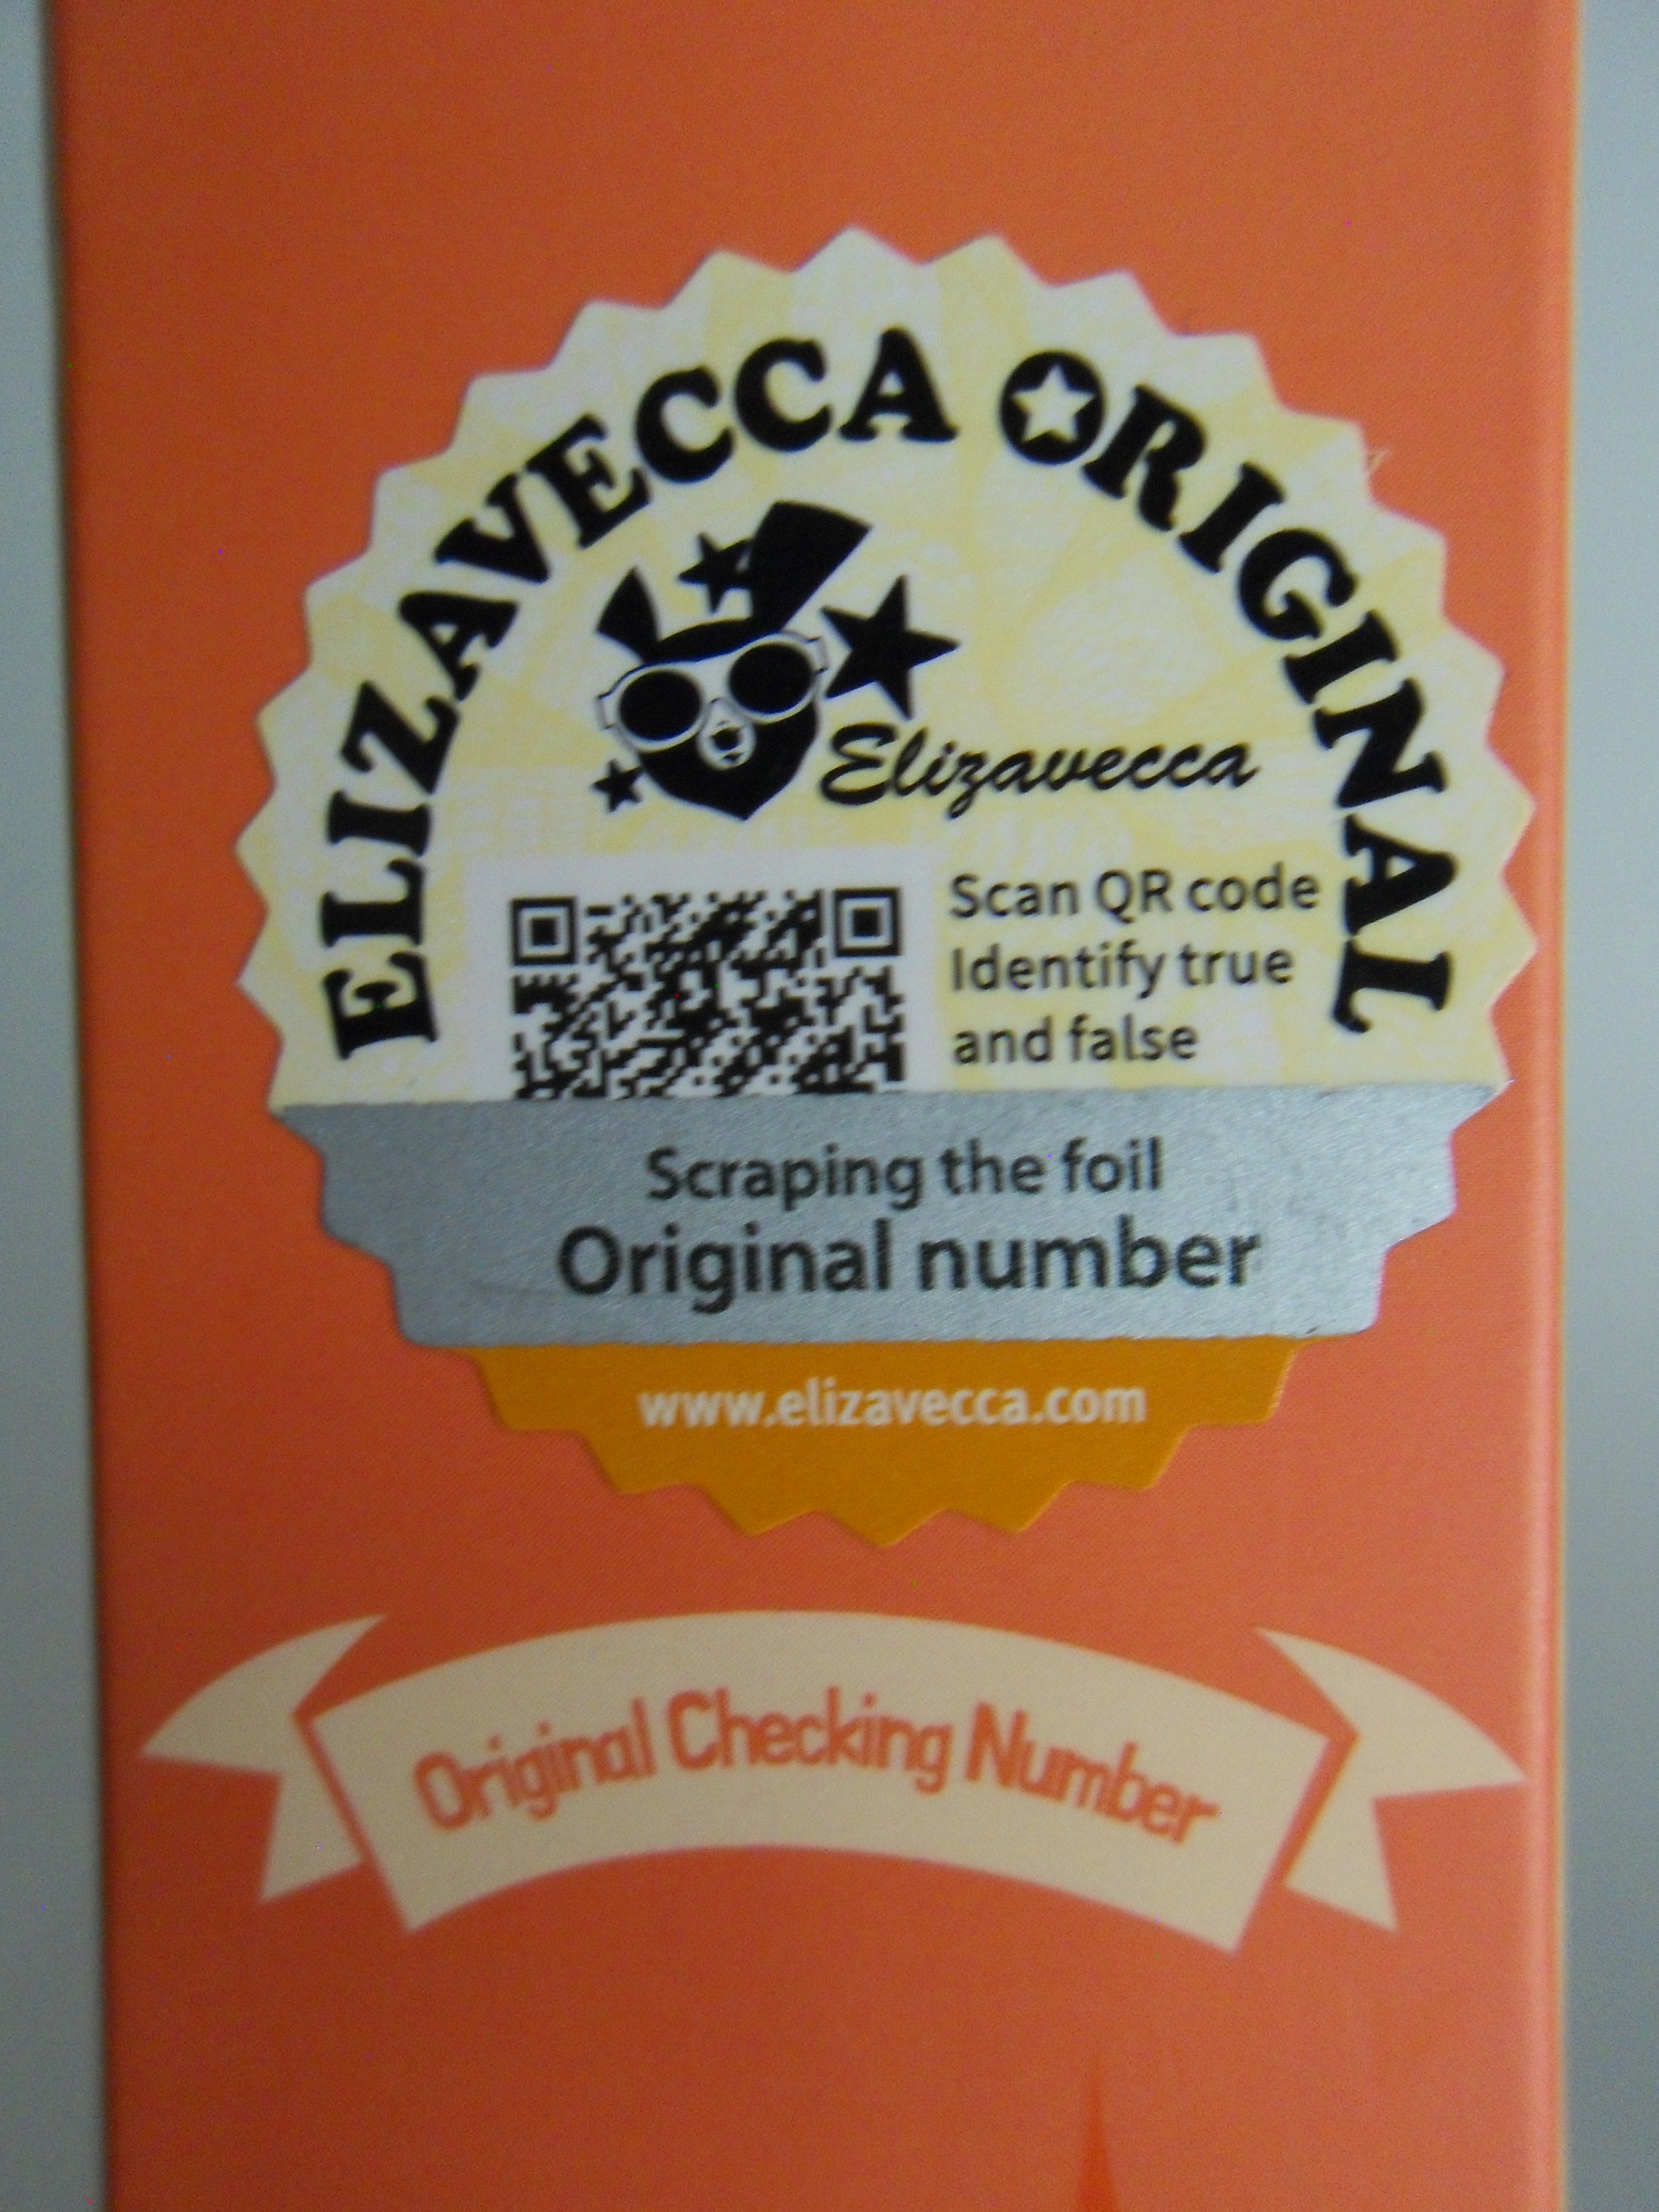 ELIZAVECCA ORIGINAL
Elizavecca
Scan QR code
Identify true
and false
Scraping the foil
Original number
www.elizavecca.com
Original Checking Number